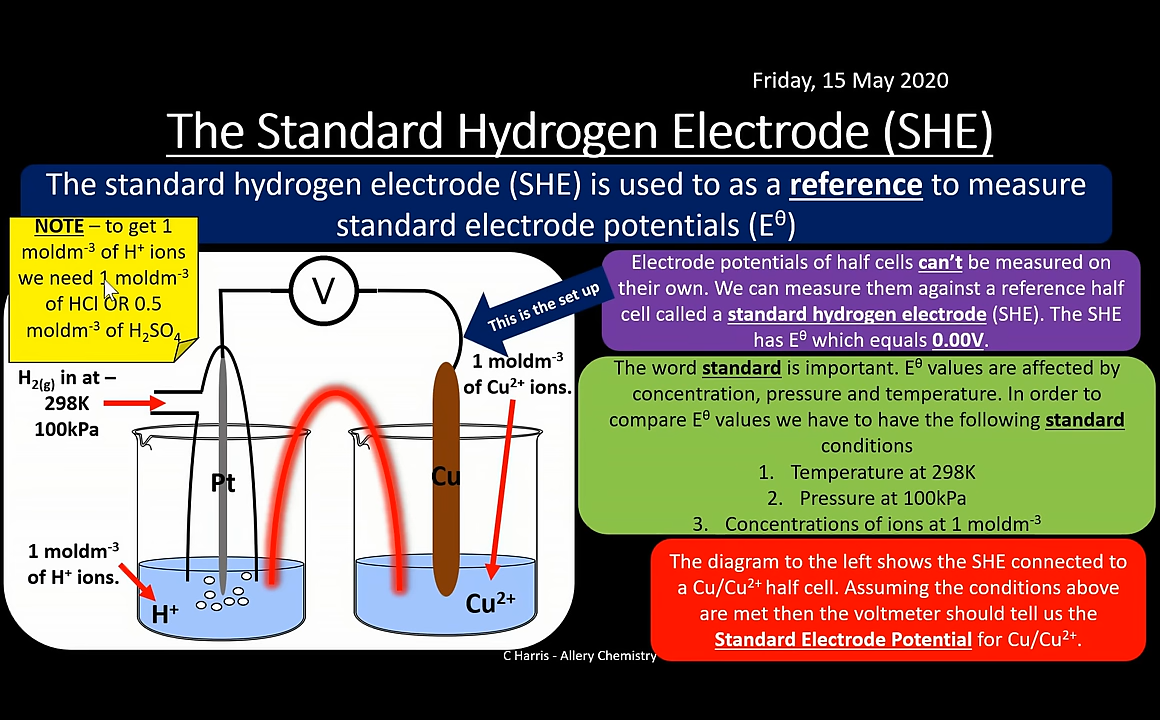 Friday, 15 May 2020
The Standard Hydrogen Electrode (SHE)
The standard hydrogen electrode (SHE) is used to as a reference to measure
standard electrode potentials (Eᶿ)
NOTE – to get 1
moldm⁻³ of H⁺ ions
we need 1 moldm⁻³
of HCl OR 0.5
moldm⁻³ of H₂SO₄
V
This is the set up
Electrode potentials of half cells can’t be measured on
their own. We can measure them against a reference half
cell called a standard hydrogen electrode (SHE). The SHE
has Eᶿ which equals 0.00V.
H₂₍g₎ in at –
298K
100kPa
1 moldm⁻³
of Cu²⁺ ions.
Pt
Cu
1 moldm⁻³
of H⁺ ions.
H⁺
Cu²⁺
The word standard is important. Eᶿ values are affected by
concentration, pressure and temperature. In order to
compare Eᶿ values we have to have the following standard
conditions
1. Temperature at 298K
2. Pressure at 100kPa
3. Concentrations of ions at 1 moldm⁻³
The diagram to the left shows the SHE connected to
a Cu/Cu²⁺ half cell. Assuming the conditions above
are met then the voltmeter should tell us the
Standard Electrode Potential for Cu/Cu²⁺.
C Harris - Allery Chemistry